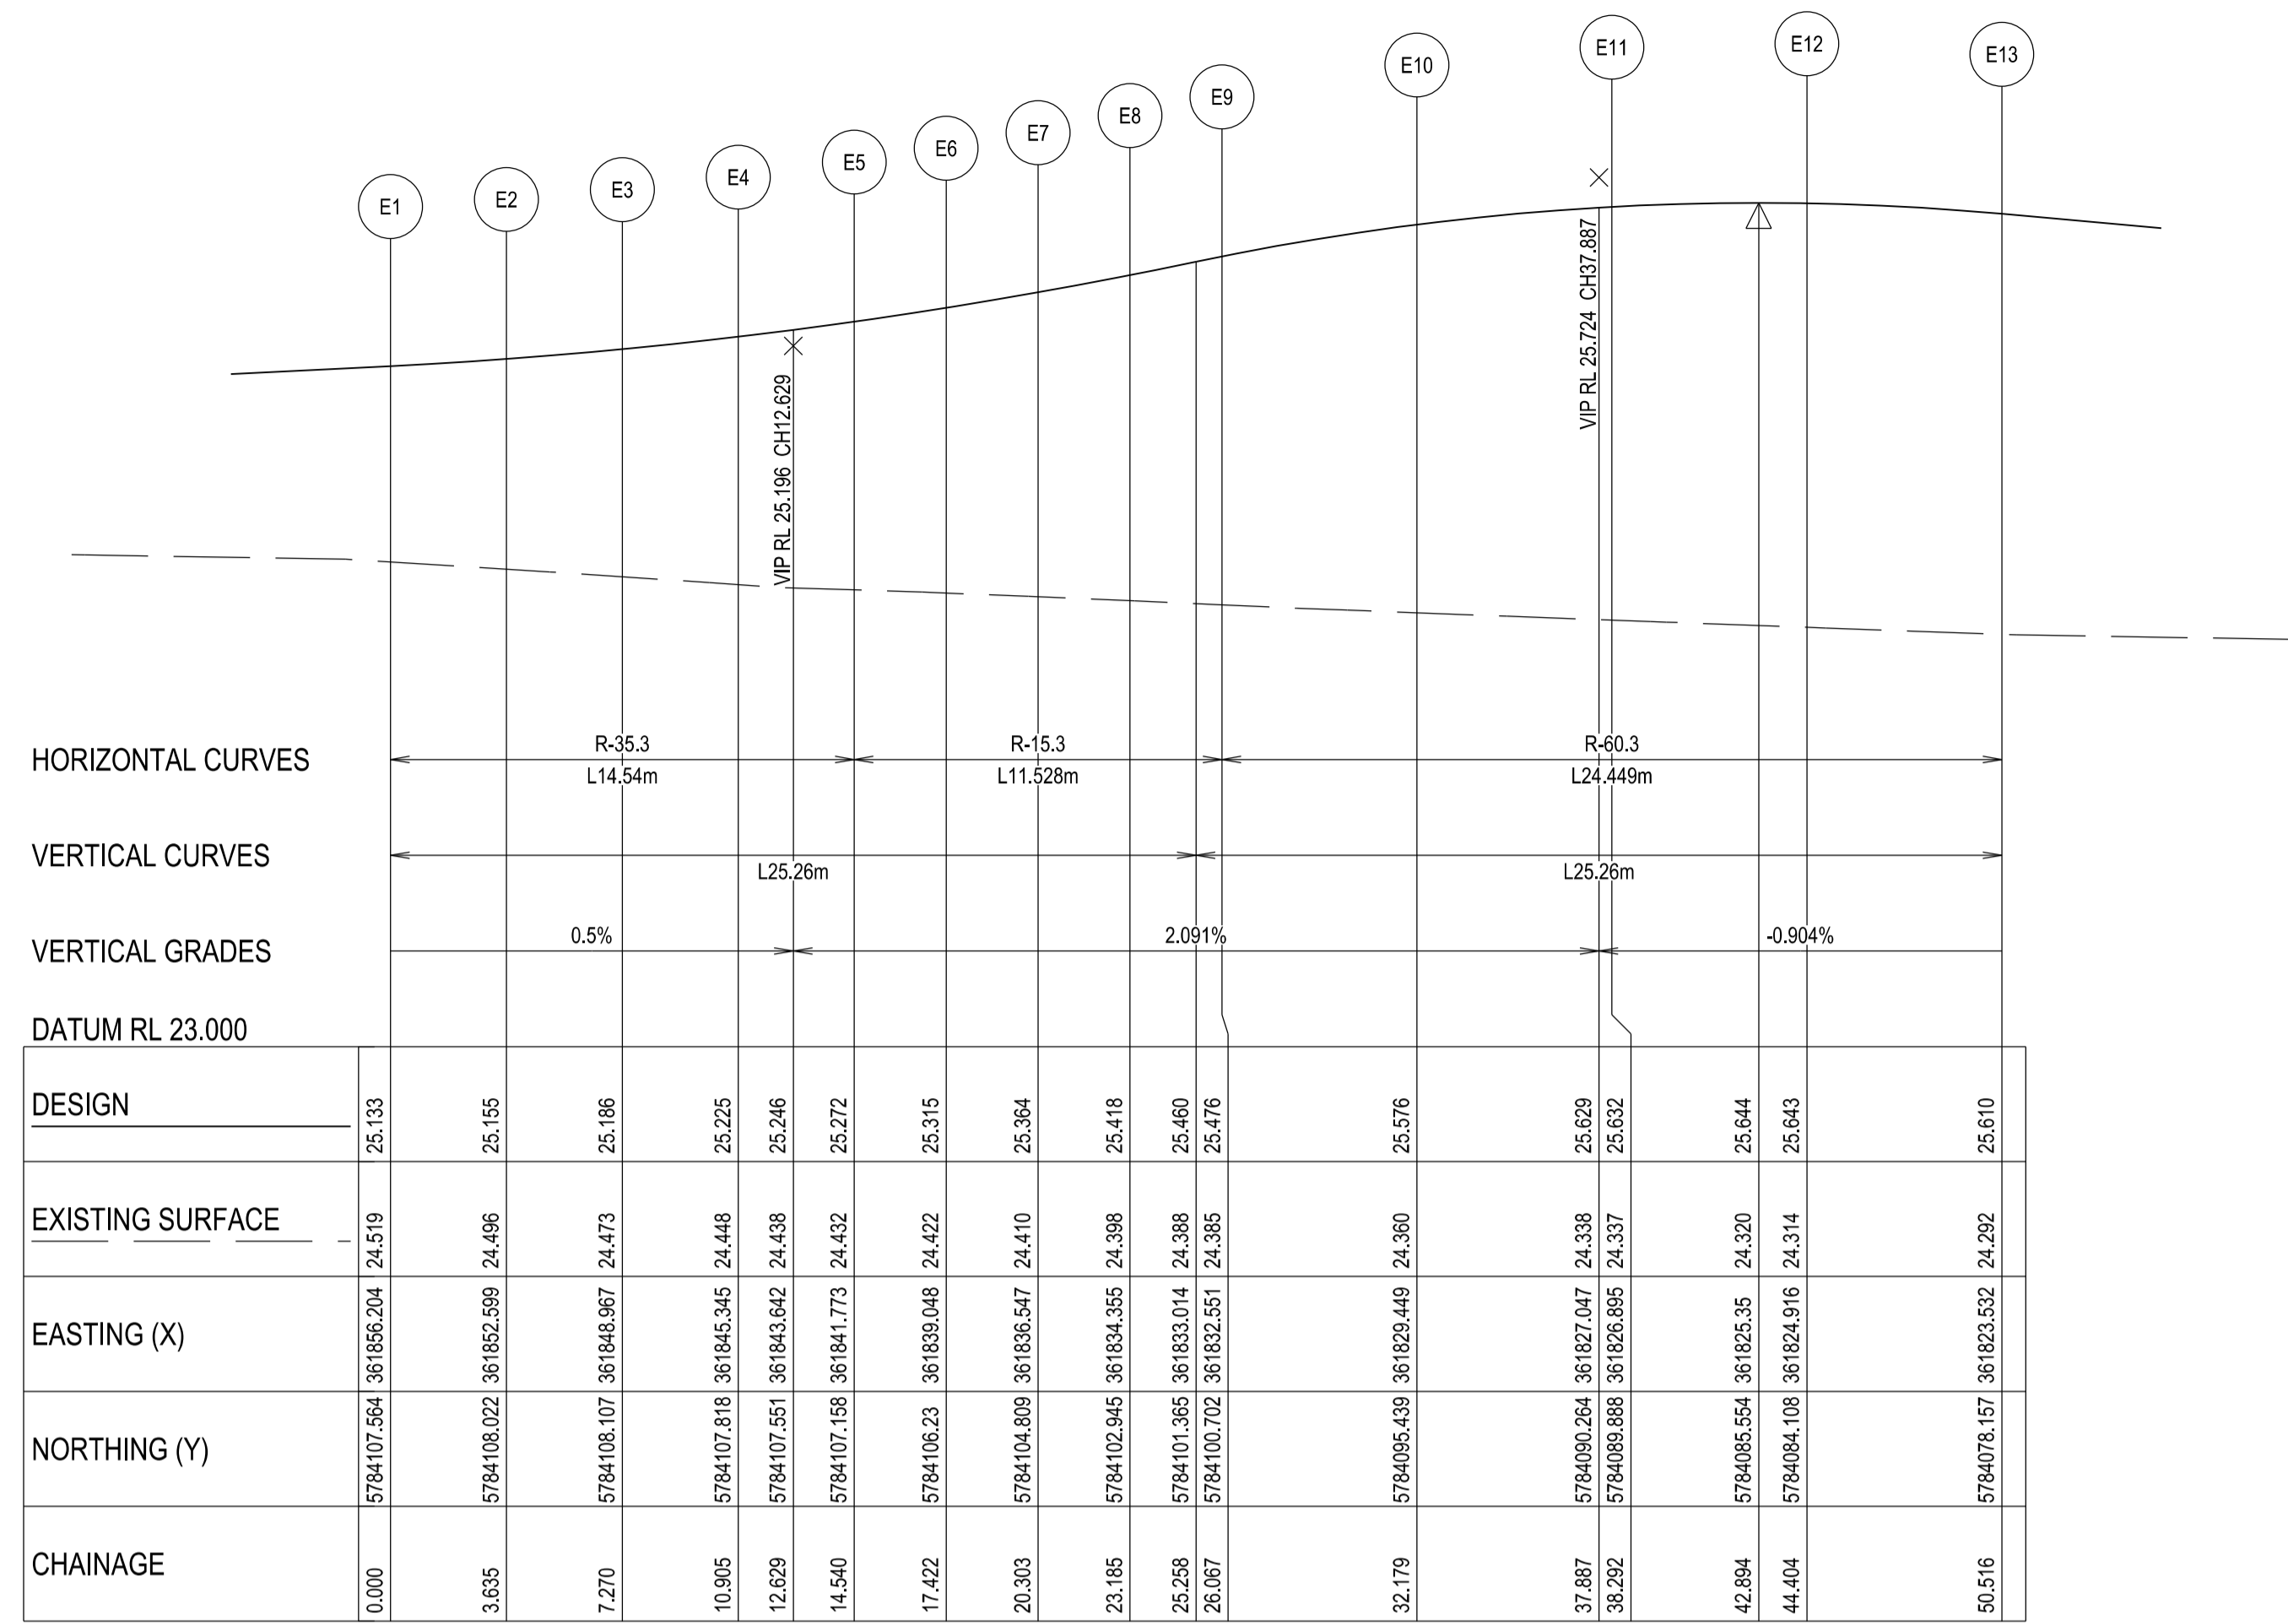 E1 E2 E3 E4 E5 E6 E7 E8 E9 E10 E11 E12 E13
VIP RL 25.196 CH12.629
VIP RL 25.724 CH37.887
HORIZONTAL CURVES
R-35.3 R-15.3 R-60.3
L14.54m L11.528m L24.449m
VERTICAL CURVES
L25.26m L25.26m
VERTICAL GRADES
0.5% 2.091% -0.904%
DATUM RL 23.000
DESIGN 25.133 25.155 25.186 25.225 25.246 25.272 25.315 25.364 25.418 25.460 25.476 25.576 25.629 25.632 25.644 25.643 25.610
EXISTING SURFACE 24.519 24.496 24.473 24.448 24.438 24.432 24.422 24.410 24.398 24.388 24.385 24.360 24.338 24.337 24.320 24.314 24.292
EASTING (X) 361856.204 361852.599 361848.967 361845.345 361843.642 361841.773 361839.048 361836.547 361834.355 361833.014 361832.551 361829.449 361827.047 361826.895 361825.35 361824.916 361823.532
NORTHING (Y) 5784107.564 5784108.022 5784108.107 5784107.818 5784107.551 5784107.158 5784106.23 5784104.809 5784102.945 5784101.365 5784100.702 5784095.439 5784090.264 5784089.888 5784085.554 5784084.108 5784078.157
CHAINAGE 0.000 3.635 7.270 10.905 12.629 14.540 17.422 20.303 23.185 25.258 26.067 32.179 37.887 38.292 42.894 44.404 50.516